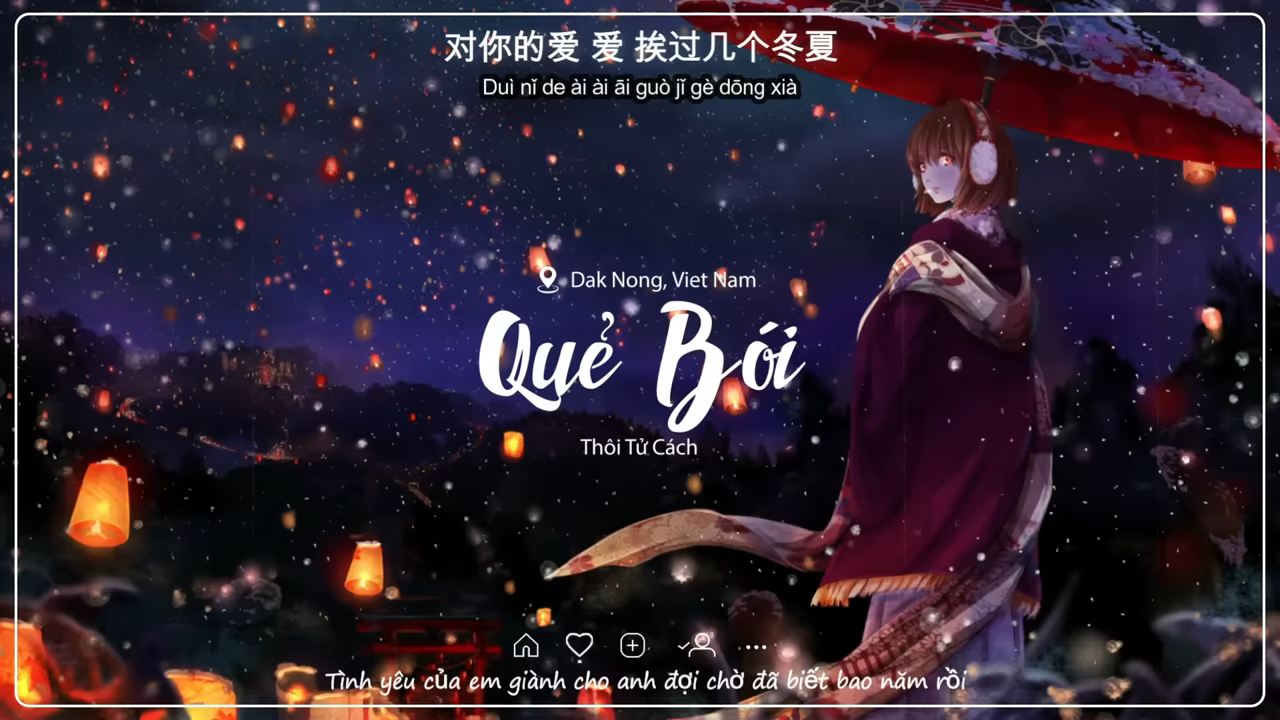 对你的爱 爱 挨过几个冬夏
Duì nǐ de ài ài āi guò jǐ gè dōng xià
Dak Nong, Viet Nam
Quẻ Bói
Thôi Tử Cách
Tình yêu của em giành cho anh đợi chờ đã biết bao năm rồi